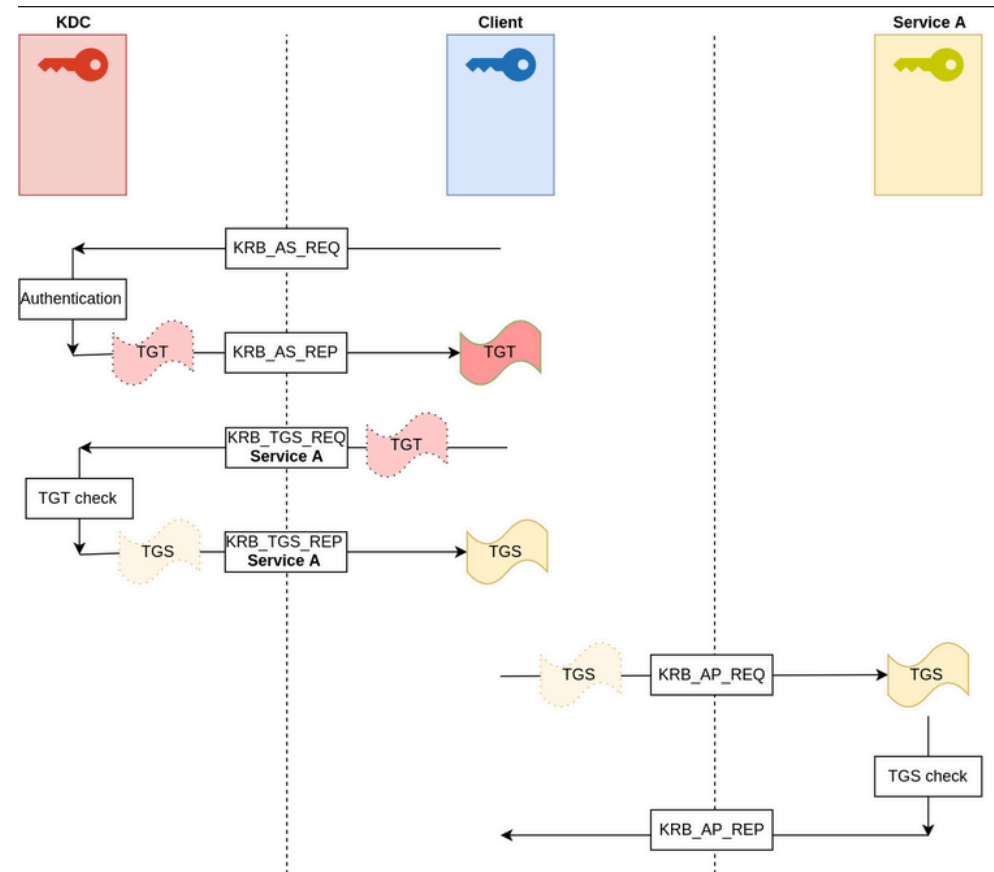 KDC
Client
Service A
KRB_AS_REQ
Authentication
TGT
KRB_AS_REP
TGT
KRB_TGS_REQ
Service A
TGT
TGT check
TGS
KRB_TGS_REP
Service A
TGS
TGS
KRB_AP_REQ
TGS
TGS check
KRB_AP_REP